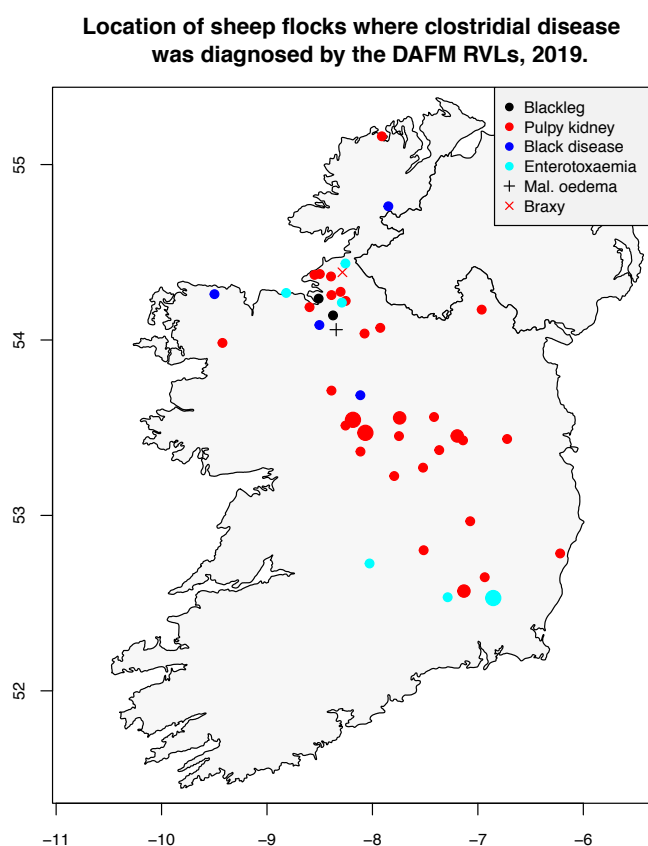 Location of sheep flocks where clostridial disease
was diagnosed by the DAFM RVLs, 2019.
Blackleg
Pulpy kidney
Black disease
Enterotoxaemia
Mal. oedema
Braxy
55
54
53
52
−11 −10 −9 −8 −7 −6